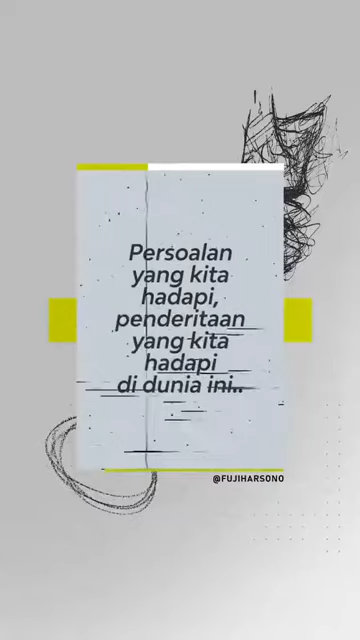 Persoalan
yang kita
hadapi,
penderitaan
yang kita
hadapi
di dunia ini..
@FUJIHARSONO